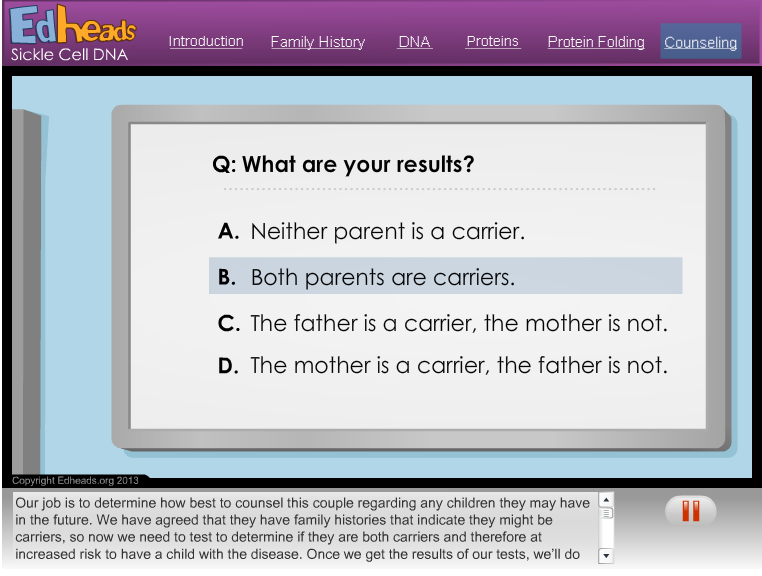 Edheads
Sickle Cell DNA
Introduction Family History DNA Proteins Protein Folding Counseling
Q: What are your results?
A. Neither parent is a carrier.
B. Both parents are carriers.
C. The father is a carrier, the mother is not.
D. The mother is a carrier, the father is not.
Copyright Edheads.org 2013
Our job is to determine how best to counsel this couple regarding any children they may have
in the future. We have agreed that they have family histories that indicate they might be
carriers, so now we need to test to determine if they are both carriers and therefore at
increased risk to have a child with the disease. Once we get the results of our tests, we'll do